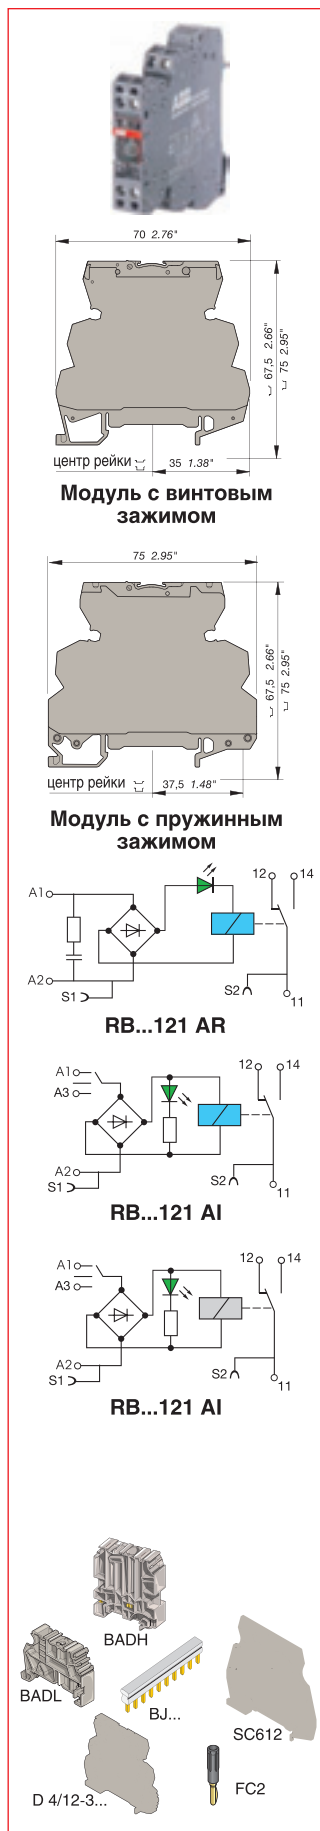 ABB
70 2.76"
67,5 2.66"
75 2.95"
центр рейки
35 1.38"
Модуль с винтовым
зажимом
75 2.95"
67,5 2.66"
75 2.95"
центр рейки
37,5 1.48"
Модуль с пружинным
зажимом
A1
A2
S1
12
14
S2
11
RB...121 AR
A1
A3
A2
S1
12
14
S2
11
RB...121 AI
A1
A3
A2
S1
12
14
S2
11
RB...121 AI
BADH
BADL
BJ...
SC612
D 4/12-3...
FC2